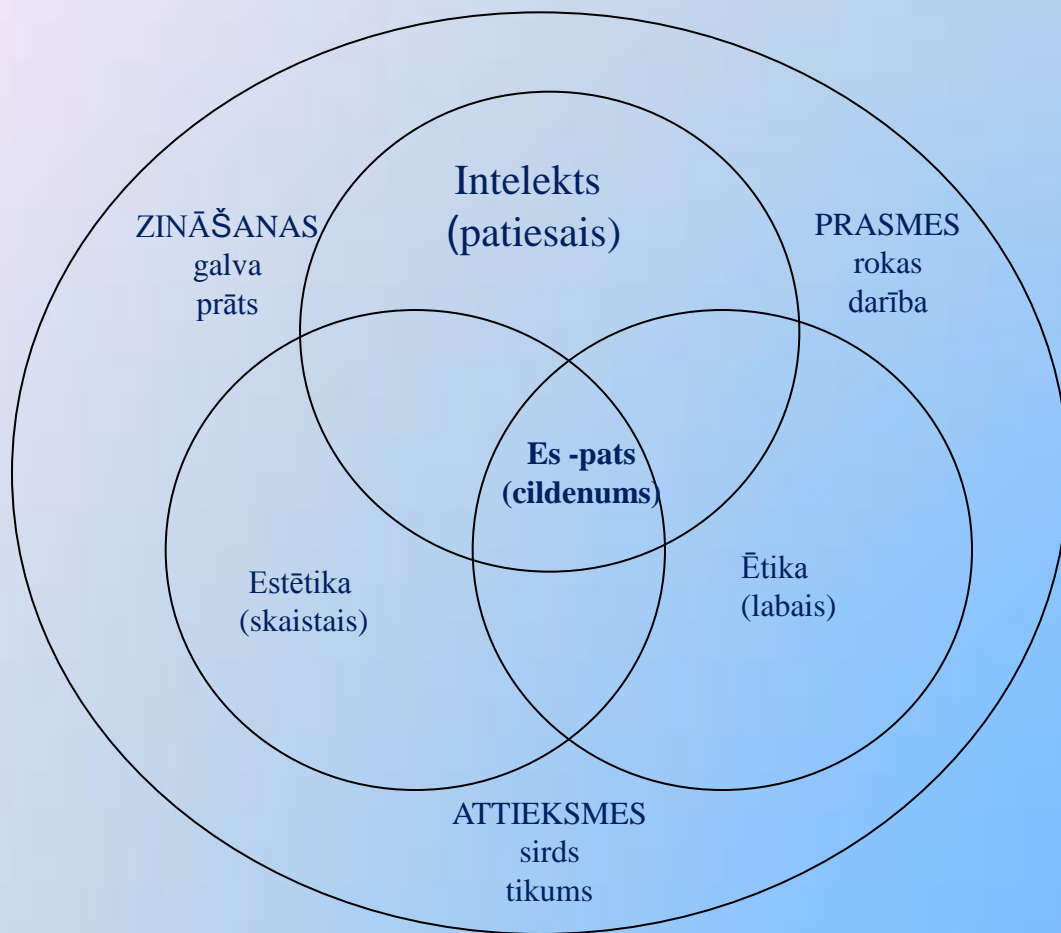 Intelekts
(patiesais)
ZINĀŠANAS
galva
prāts
PRASMES
rokas
darība
Es -pats
(cildenums)
Estētika
(skaistais)
Ētika
(labais)
ATTIEKSMES
sirds
tikums